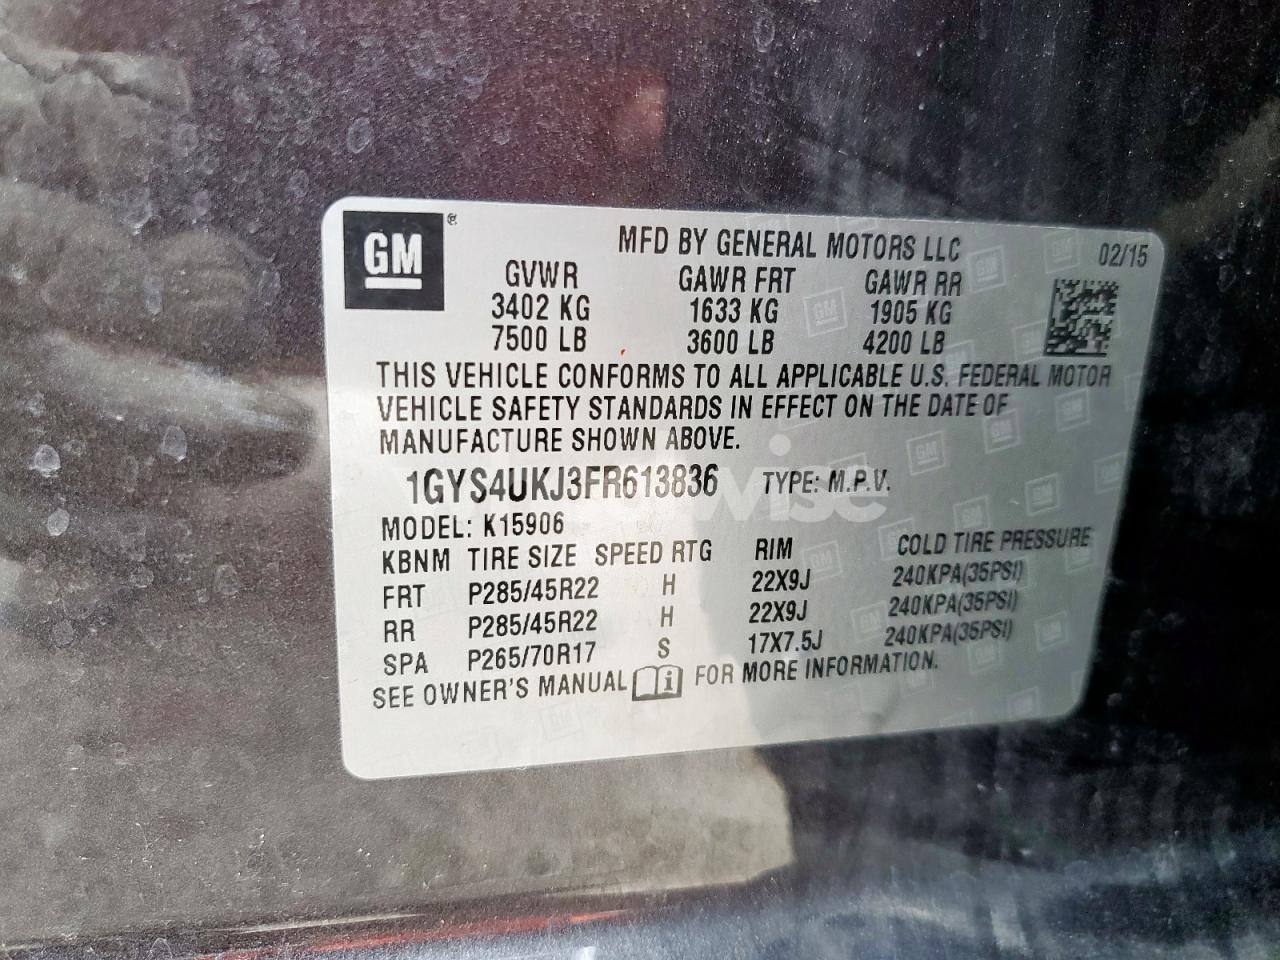 GM ®
MFD BY GENERAL MOTORS LLC 02/15
GVWR GAWR FRT GAWR RR
3402 KG 1633 KG 1905 KG
7500 LB 3600 LB 4200 LB
THIS VEHICLE CONFORMS TO ALL APPLICABLE U.S. FEDERAL MOTOR
VEHICLE SAFETY STANDARDS IN EFFECT ON THE DATE OF
MANUFACTURE SHOWN ABOVE.
1GYS4UKJ3FR613836 TYPE: M.P.V.
MODEL: K15906
KBNM TIRE SIZE SPEED RTG RIM COLD TIRE PRESSURE
FRT P285/45R22 H 22X9J 240KPA(35PSI)
RR P285/45R22 H 22X9J 240KPA(35PSI)
SPA P265/70R17 S 17X7.5J 240KPA(35PSI)
SEE OWNER'S MANUAL FOR MORE INFORMATION.